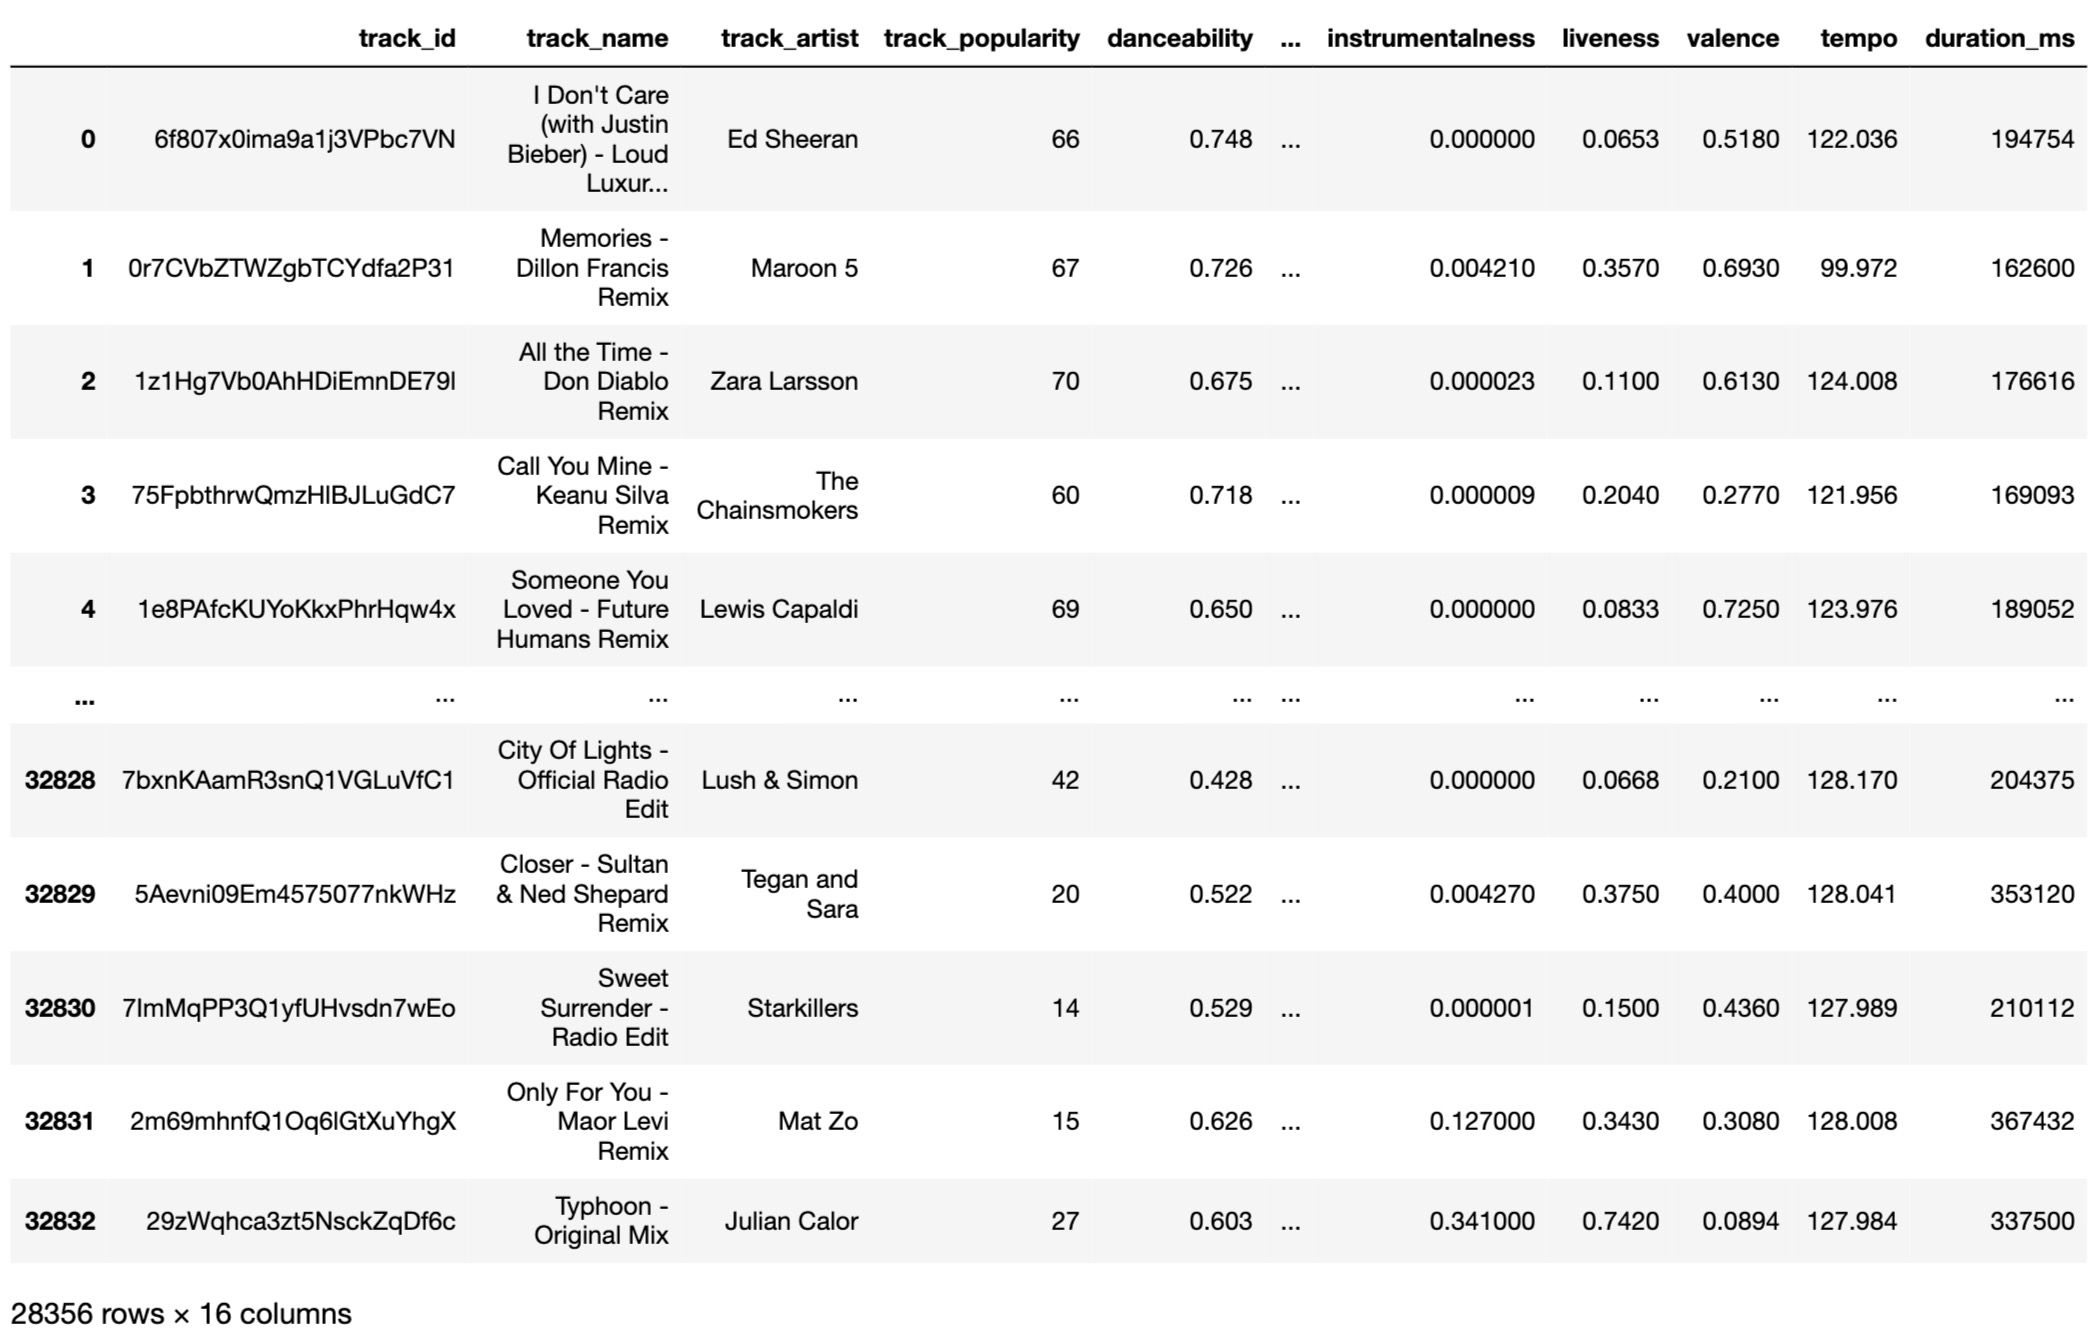 track_id track_name track_artist track_popularity danceability ... instrumentalness liveness valence tempo duration_ms
I Don't Care
(with Justin
0 6f807x0ima9a1j3VPbc7VN Bieber) - Loud Ed Sheeran 66 0.748 ... 0.000000 0.0653 0.5180 122.036 194754
Luxur...
Memories -
1 0r7CVbZTWZgbTCYdfa2P31 Dillon Francis Maroon 5 67 0.726 ... 0.004210 0.3570 0.6930 99.972 162600
Remix
All the Time -
2 1z1Hg7Vb0AhHDiEmnDE79l Don Diablo Zara Larsson 70 0.675 ... 0.000023 0.1100 0.6130 124.008 176616
Remix
Call You Mine - The
3 75FpbthrwQmzHlBJLuGdC7 Keanu Silva Chainsmokers 60 0.718 ... 0.000009 0.2040 0.2770 121.956 169093
Remix
Someone You
4 1e8PAfcKUYoKkxPhrHqw4x Loved - Future Lewis Capaldi 69 0.650 ... 0.000000 0.0833 0.7250 123.976 189052
Humans Remix
... ... ... ... ... ... ... ... ... ... ... ...
City Of Lights -
32828 7bxnKAamR3snQ1VGLuVfC1 Official Radio Lush & Simon 42 0.428 ... 0.000000 0.0668 0.2100 128.170 204375
Edit
Closer - Sultan Tegan and
32829 5Aevni09Em4575077nkWHz & Ned Shepard Sara 20 0.522 ... 0.004270 0.3750 0.4000 128.041 353120
Remix
Sweet
32830 7ImMqPP3Q1yfUHvsdn7wEo Surrender - Starkillers 14 0.529 ... 0.000001 0.1500 0.4360 127.989 210112
Radio Edit
Only For You -
32831 2m69mhnfQ1Oq6lGtXuYhgX Maor Levi Mat Zo 15 0.626 ... 0.127000 0.3430 0.3080 128.008 367432
Remix
Typhoon -
32832 29zWqhca3zt5NsckZqDf6c Original Mix Julian Calor 27 0.603 ... 0.341000 0.7420 0.0894 127.984 337500
28356 rows × 16 columns